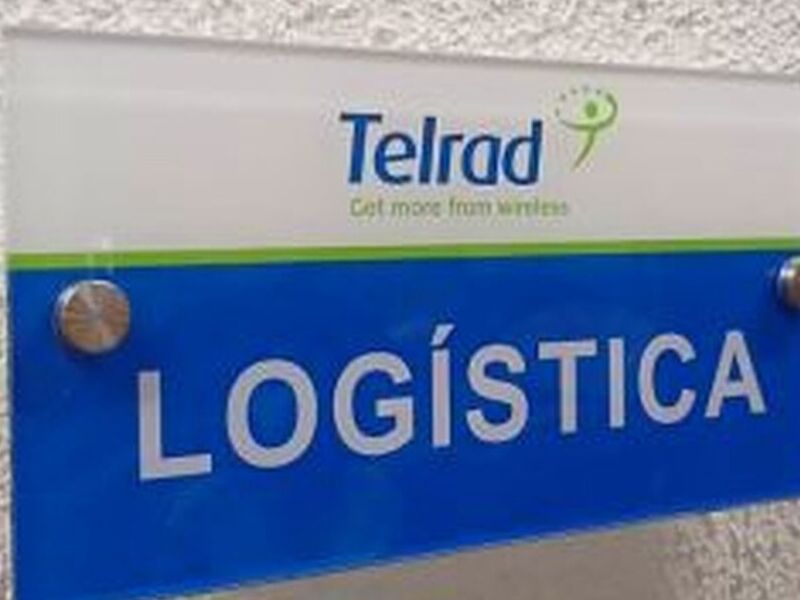 Telrad
Get more from wireless
LOGÍSTICA